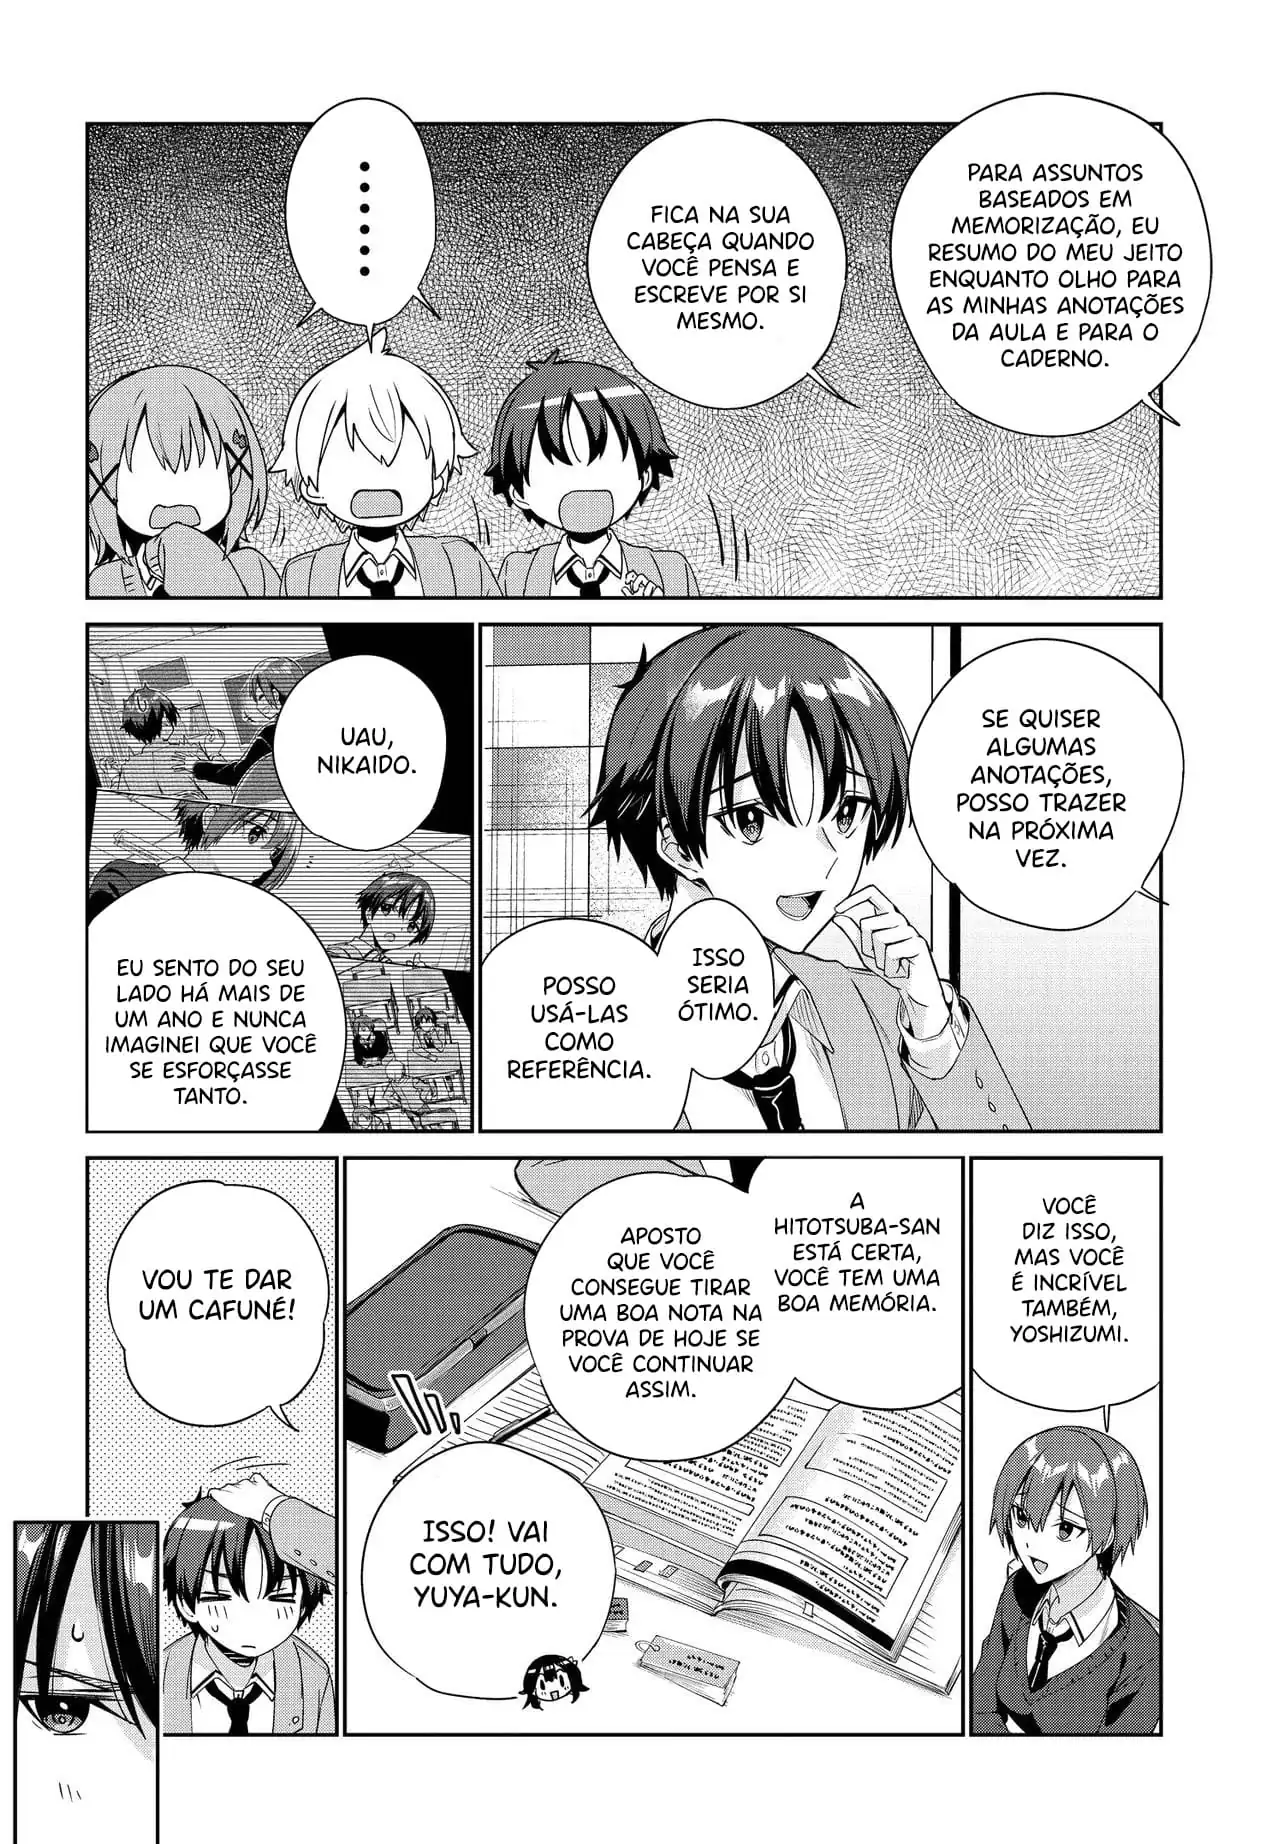 PARA ASSUNTOS
BASEADOS EM
MEMORIZAÇÃO, EU
RESUMO DO MEU JEITO
ENQUANTO OLHO PARA
AS MINHAS ANOTAÇÕES
DA AULA E PARA O
CADERNO.
FICA NA SUA
CABEÇA QUANDO
VOCÊ PENSA E
ESCREVE POR SI
MESMO.
SE QUISER
ALGUMAS
ANOTAÇÕES,
POSSO TRAZER
NA PRÓXIMA
VEZ.
ISSO
SERIA
ÓTIMO.
POSSO
USÁ-LAS
COMO
REFERÊNCIA.
UAU,
NIKAIDO.
EU SENTO DO SEU
LADO HÁ MAIS DE
UM ANO E NUNCA
IMAGINEI QUE VOCÊ
SE ESFORÇASSE
TANTO.
VOCÊ
DIZ ISSO,
MAS VOCÊ
É INCRÍVEL
TAMBÉM,
YOSHIZUMI.
A
HITOTSUBA-SAN
ESTÁ CERTA,
VOCÊ TEM UMA
BOA MEMÓRIA.
APOSTO
QUE VOCÊ
CONSEGUE TIRAR
UMA BOA NOTA NA
PROVA DE HOJE SE
VOCÊ CONTINUAR
ASSIM.
ISSO! VAI
COM TUDO,
YUYA-KUN.
VOU TE DAR
UM CAFUNÉ!